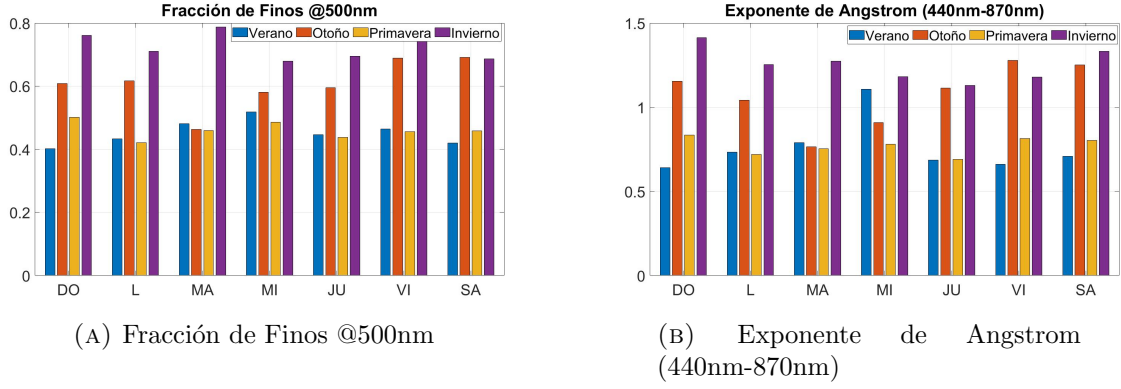 Fracción de Finos @500nm
0.8
0.6
0.4
0.2
0
Verano Otoño Primavera Invierno
DO L MA MI JU VI SA
(A) Fracción de Finos @500nm
Exponente de Angstrom (440nm-870nm)
1.5
1
0.5
0
Verano Otoño Primavera Invierno
DO L MA MI JU VI SA
(B) Exponente de Angstrom
(440nm-870nm)